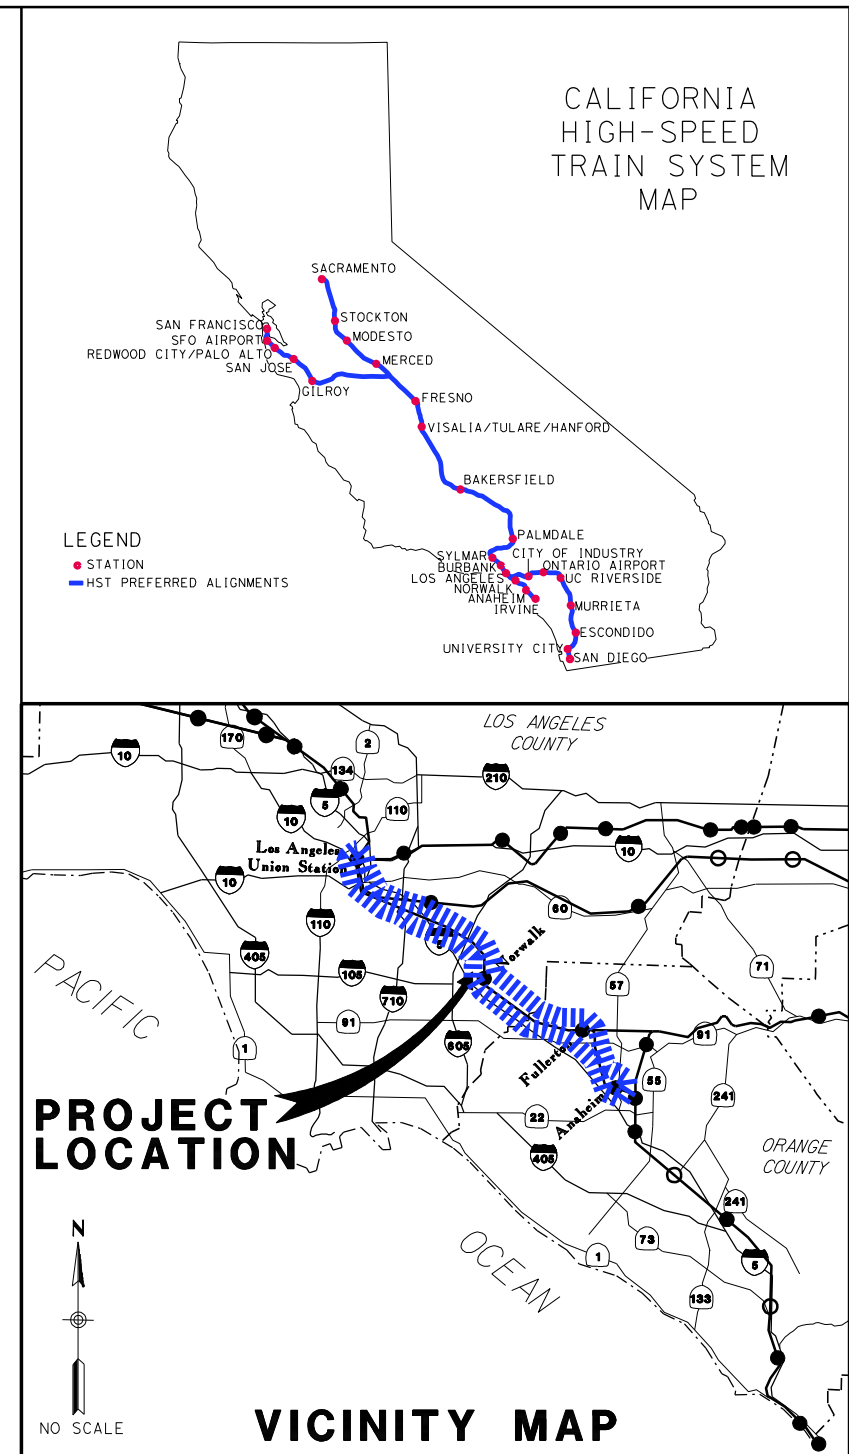 CALIFORNIA
HIGH-SPEED
TRAIN SYSTEM
MAP
SACRAMENTO
STOCKTON
SAN FRANCISCO
MODESTO
SFO AIRPORT
REDWOOD CITY/PALO ALTO
MERCED
SAN JOSE
GILROY
FRESNO
VISALIA/TULARE/HANFORD
BAKERSFIELD
PALMDALE
LEGEND
STATION
HST PREFERRED ALIGNMENTS
SYLMAR
CITY OF INDUSTRY
BURBANK
ONTARIO AIRPORT
LOS ANGELES
UC RIVERSIDE
NORWALK
ANAHEIM
IRVINE
MURRIETA
ESCONDIDO
UNIVERSITY CITY
SAN DIEGO
LOS ANGELES
COUNTY
170
2
10
134
210
5
110
10
Los Angeles
Union Station
10
10
110
60
5
Norwalk
405
105
71
57
710
91
91
1
605
Fullerton
55
241
22
Anaheim
PROJECT
LOCATION
405
ORANGE
COUNTY
PACIFIC
OCEAN
241
73
1
5
133
N
NO SCALE
VICINITY MAP